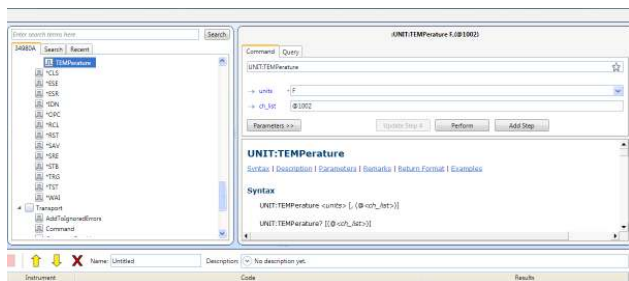 :UNIT:TEMPerature F,(@1002)
Enter search terms here
Search
34980A Search Recent
TEMPerature
*CLS
*ESE
*ESR
*IDN
*OPC
*RCL
*RST
*SAV
*SRE
*STB
*TRG
*TST
*WAI
Transport
AddToIgnoredErrors
Command
Command Query
UNIT:TEMPerature
units F
ch_list @1002
Parameters >> Update Step 4 Perform Add Step
UNIT:TEMPerature
Syntax | Description | Parameters | Remarks | Return Format | Examples
Syntax
UNIT:TEMPerature <units> [, (@<ch_list>)]
UNIT:TEMPerature? [(@<ch_list>)]
Name: Untitled Description: No description yet.
Instrument Code Results